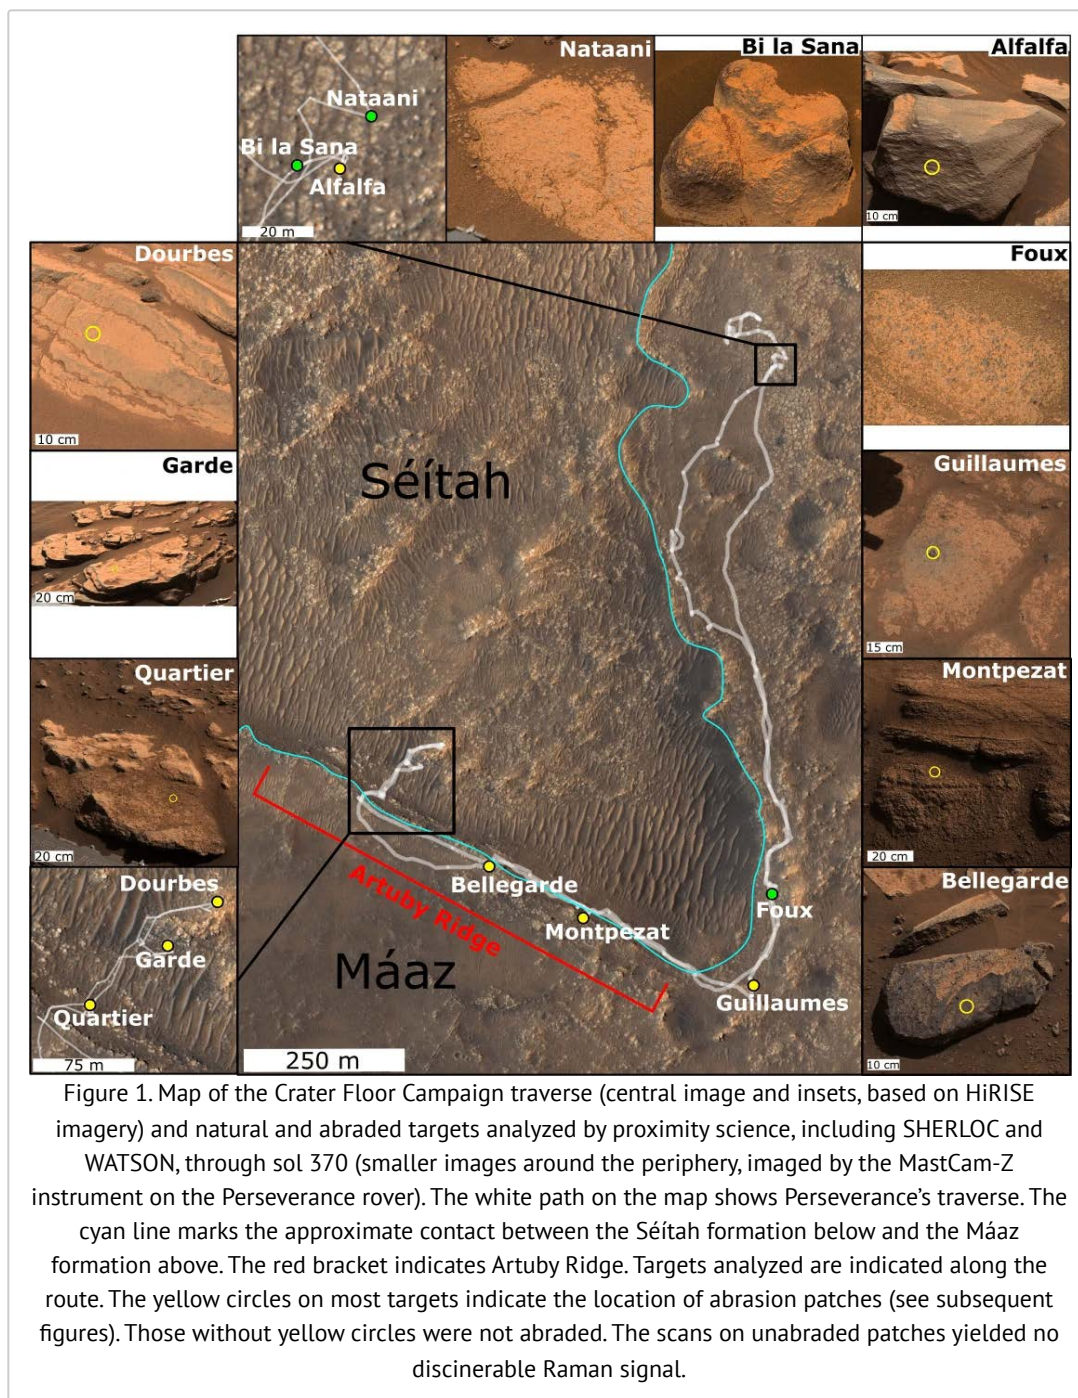 Nataani
Bi la Sana
Alfalfa
20 m
Nataani
Bi la Sana
Alfalfa
10 cm
Dourbes
10 cm
Foux
Garde
20 cm
Guillaumes
15 cm
Quartier
20 cm
Montpezat
20 cm
Dourbes
Garde
Quartier
75 m
Séítah
Artuby Ridge
Máaz
Bellegarde
Montpezat
Foux
Guillaumes
250 m
Bellegarde
10 cm
Figure 1. Map of the Crater Floor Campaign traverse (central image and insets, based on HiRISE
imagery) and natural and abraded targets analyzed by proximity science, including SHERLOC and
WATSON, through sol 370 (smaller images around the periphery, imaged by the MastCam-Z
instrument on the Perseverance rover). The white path on the map shows Perseverance’s traverse. The
cyan line marks the approximate contact between the Séítah formation below and the Máaz
formation above. The red bracket indicates Artuby Ridge. Targets analyzed are indicated along the
route. The yellow circles on most targets indicate the location of abrasion patches (see subsequent
figures). Those without yellow circles were not abraded. The scans on unabraded patches yielded no
discinerable Raman signal.